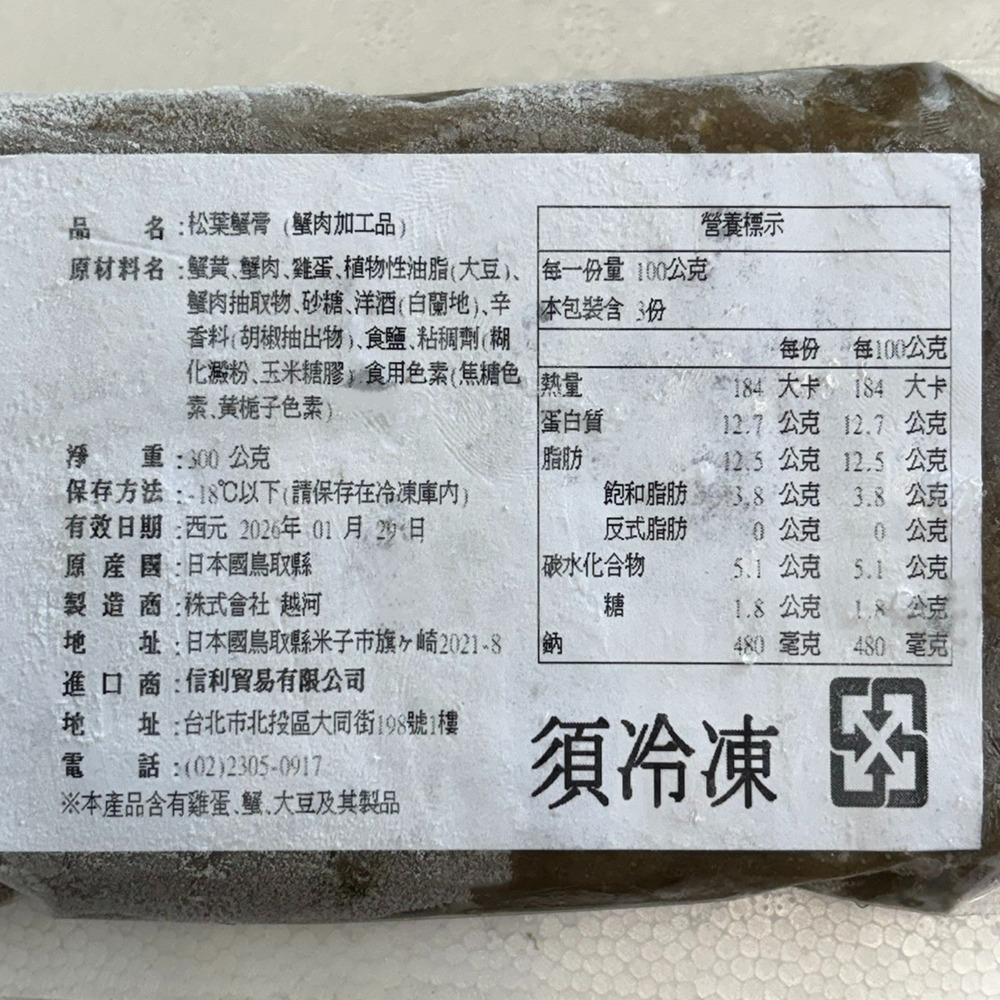 品名:松葉蟹膏(蟹肉加工品)
原材料名:蟹黃、蟹肉、雞蛋、植物性油脂(大豆)、
蟹肉抽取物、砂糖、洋酒(白蘭地)、辛
香料(胡椒抽出物)、食鹽、粘稠劑(糊
化澱粉、玉米糖膠)食用色素(焦糖色
素、黃梔子色素)
淨重:300公克
保存方法:-18℃以下(請保存在冷凍庫內)
有效日期:西元 2026年 01月 29日
原產國:日本國鳥取縣
製造商:株式會社 越河
地址:日本國鳥取縣米子市旗ヶ崎2021-8
進口商:信利貿易有限公司
地址:台北市北投區大同街198號1樓
電話:(02)2305-0917
※本產品含有雞蛋、蟹、大豆及其製品
營養標示
每一份量 100公克
本包裝含 3份
每份 每100公克
熱量 184 大卡 184 大卡
蛋白質 12.7 公克 12.7 公克
脂肪 12.5 公克 12.5 公克
飽和脂肪 3.8 公克 3.8 公克
反式脂肪 0 公克 0 公克
碳水化合物 5.1 公克 5.1 公克
糖 1.8 公克 1.8 公克
鈉 480 毫克 480 毫克
須冷凍